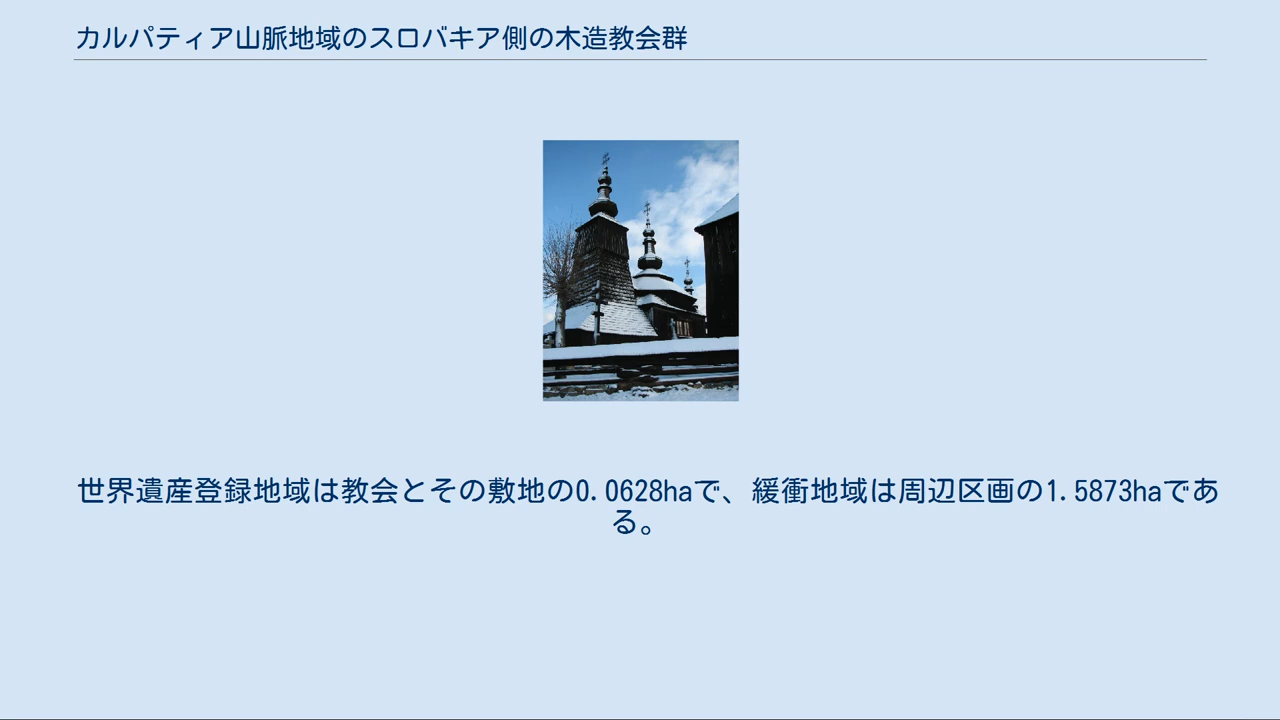 カルパティア山脈地域のスロバキア側の木造教会群
世界遺産登録地域は教会とその敷地の0.0628haで、緩衝地域は周辺区画の1.5873haであ
る。